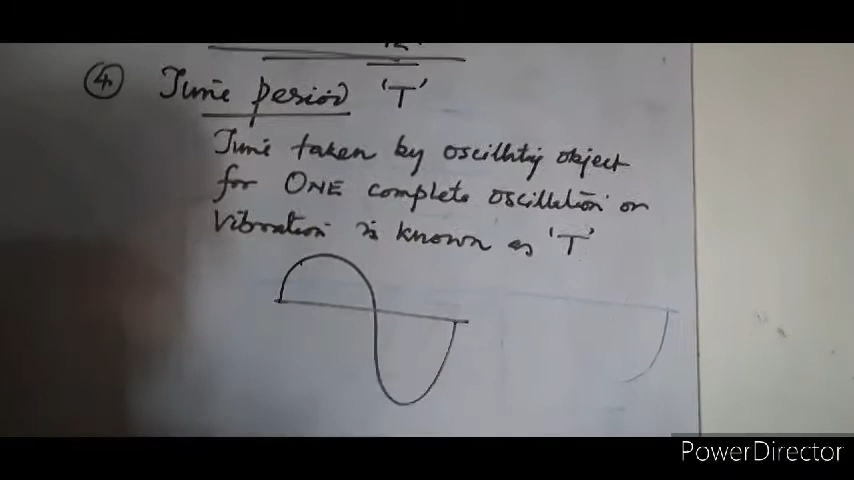 ④ Time period 'T'
Time taken by oscillating object
for ONE complete oscillation or
Vibration is known as 'T'
PowerDirector